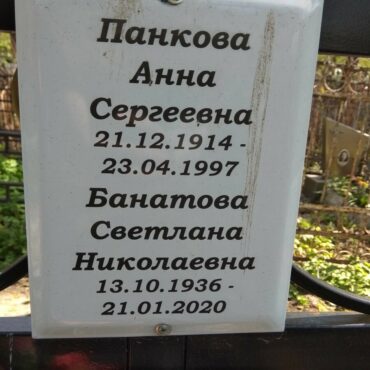 Панкова
Анна
Сергеевна
21.12.1914 -
23.04.1997
Банатова
Светлана
Николаевна
13.10.1936 -
21.01.2020